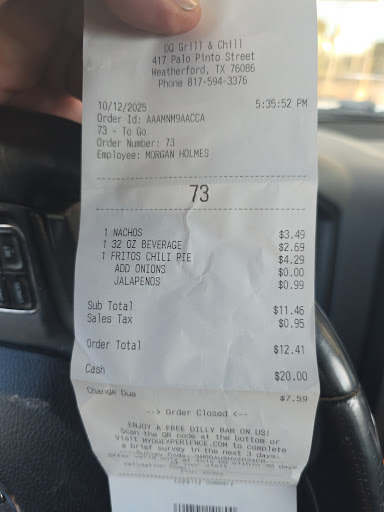 DQ Grill & Chill
417 Palo Pinto Street
Weatherford, TX 76086
Phone 817-594-3376
10/12/2025 5:35:52 PM
Order Id: AAAMNM9AACCA
73 - To Go
Order Number: 73
Employee: MORGAN HOLMES
73
1 NACHOS $3.49
1 32 OZ BEVERAGE $2.69
1 FRITOS CHILI PIE $4.29
ADD ONIONS $0.00
JALAPENOS $0.99
Sub Total $11.46
Sales Tax $0.95
Order Total $12.41
Cash $20.00
Change Due $7.59
--> Order Closed <--
ENJOY A FREE DILLY BAR ON US!
Scan the QR code at the bottom or
Visit MYDQEXPERIENCE.COM to complete
a brief survey in the next 3 days.